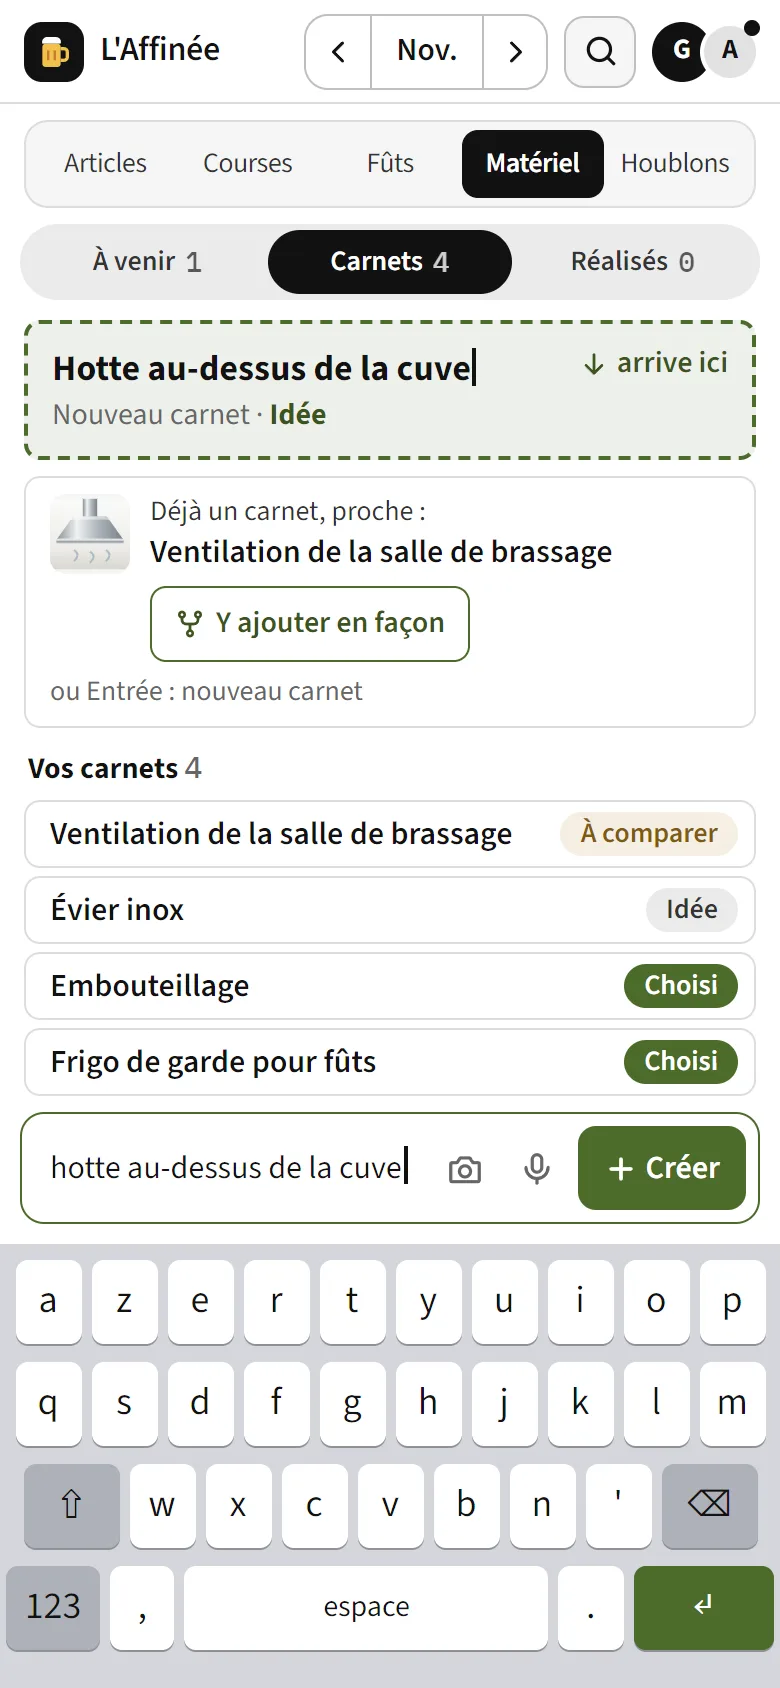 L'Affinée
Nov.
G
A
Articles
Courses
Fûts
Matériel
Houblons
À venir 1
Carnets 4
Réalisés 0
Hotte au-dessus de la cuve
↓ arrive ici
Nouveau carnet · Idée
Déjà un carnet, proche :
Ventilation de la salle de brassage
Y ajouter en façon
ou Entrée : nouveau carnet
Vos carnets 4
Ventilation de la salle de brassage
À comparer
Évier inox
Idée
Embouteillage
Choisi
Frigo de garde pour fûts
Choisi
hotte au-dessus de la cuve
+ Créer
a z e r t y u i o p
q s d f g h j k l m
⇧ w x c v b n ' ⌫
123 , espace . ↵